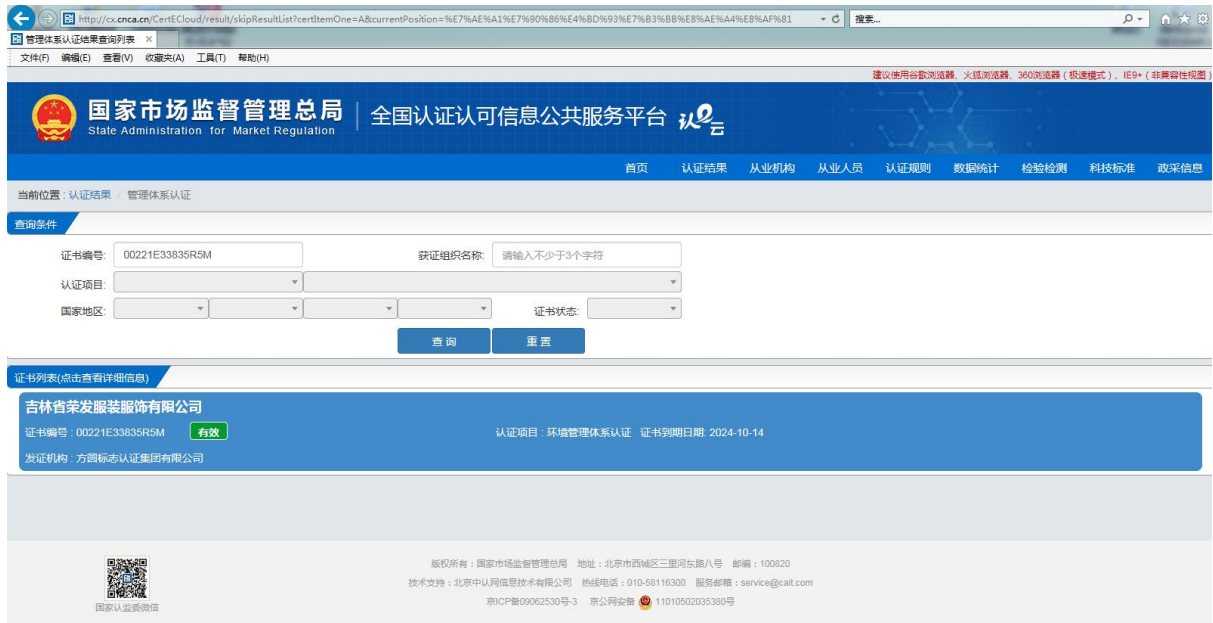 http://cx.cnca.cn/CertECloud/result/skipResultList?certItemOne=A&currentPosition=%E7%AE%A1%E7%90%86%E4%BD%93%E7%B3%BB%E8%AE%A4%E8%AF%81 搜索...
管理体系认证结果查询列表 ×
文件(F) 编辑(E) 查看(V) 收藏夹(A) 工具(T) 帮助(H)
建议使用谷歌浏览器、火狐浏览器、360浏览器（极速模式）、IE9+（非兼容性视图）
国家市场监督管理总局 全国认证认可信息公共服务平台 认e云
State Administration for Market Regulation
首页 认证结果 从业机构 从业人员 认证规则 数据统计 检验检测 科技标准 政采信息
当前位置 : 认证结果 / 管理体系认证
查询条件
证书编号: 00221E33835R5M 获证组织名称: 请输入不少于3个字符
认证项目:
国家地区: 证书状态:
查 询 重 置
证书列表(点击查看详细信息)
吉林省荣发服装服饰有限公司
证书编号 : 00221E33835R5M 有效 认证项目 : 环境管理体系认证 证书到期日期: 2024-10-14
发证机构 : 方圆标志认证集团有限公司
版权所有：国家市场监督管理总局 地址：北京市西城区三里河东路八号 邮编：100820
技术支持：北京中认网信息技术有限公司 热线电话：010-58116300 服务邮箱：service@cait.com
京ICP备09062530号-3 京公网安备 11010502035380号
国家认监委微信